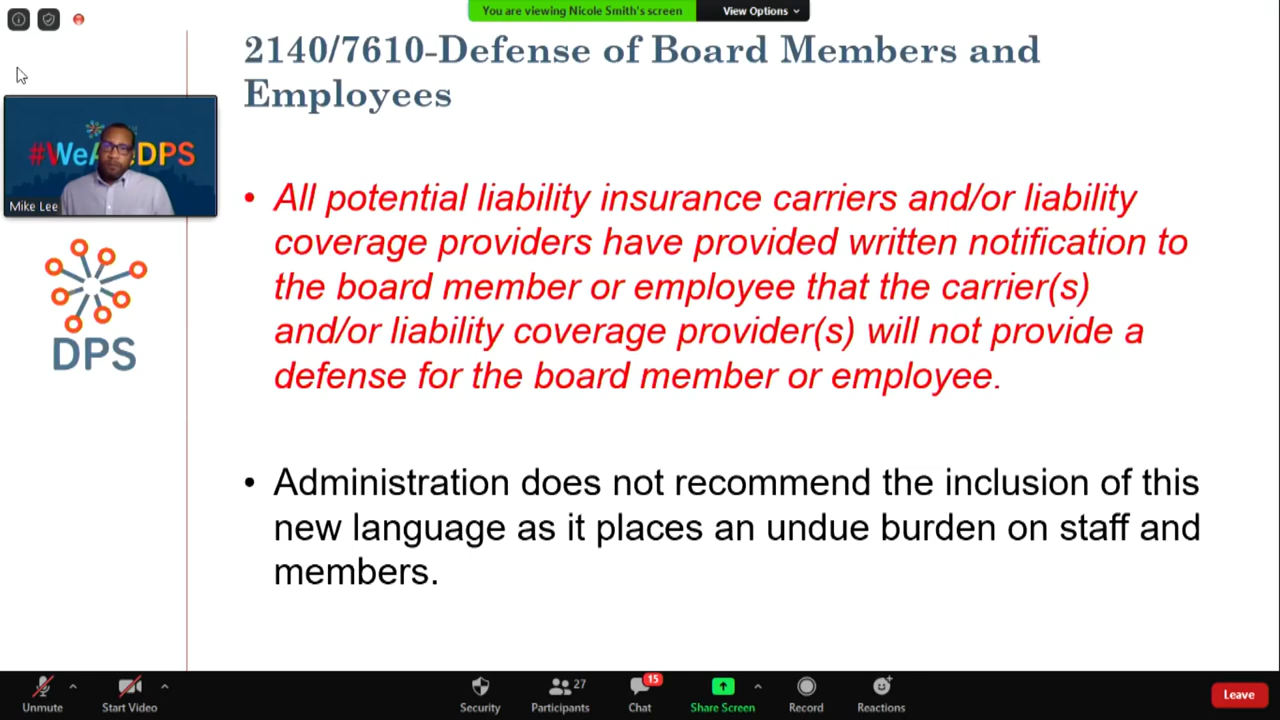 You are viewing Nicole Smith's screen
View Options
2140/7610-Defense of Board Members and
Employees
#WeAreDPS
Mike Lee
DPS
• All potential liability insurance carriers and/or liability
coverage providers have provided written notification to
the board member or employee that the carrier(s)
and/or liability coverage provider(s) will not provide a
defense for the board member or employee.
• Administration does not recommend the inclusion of this
new language as it places an undue burden on staff and
members.
Unmute
Start Video
Security
27
Participants
15
Chat
Share Screen
Record
Reactions
Leave